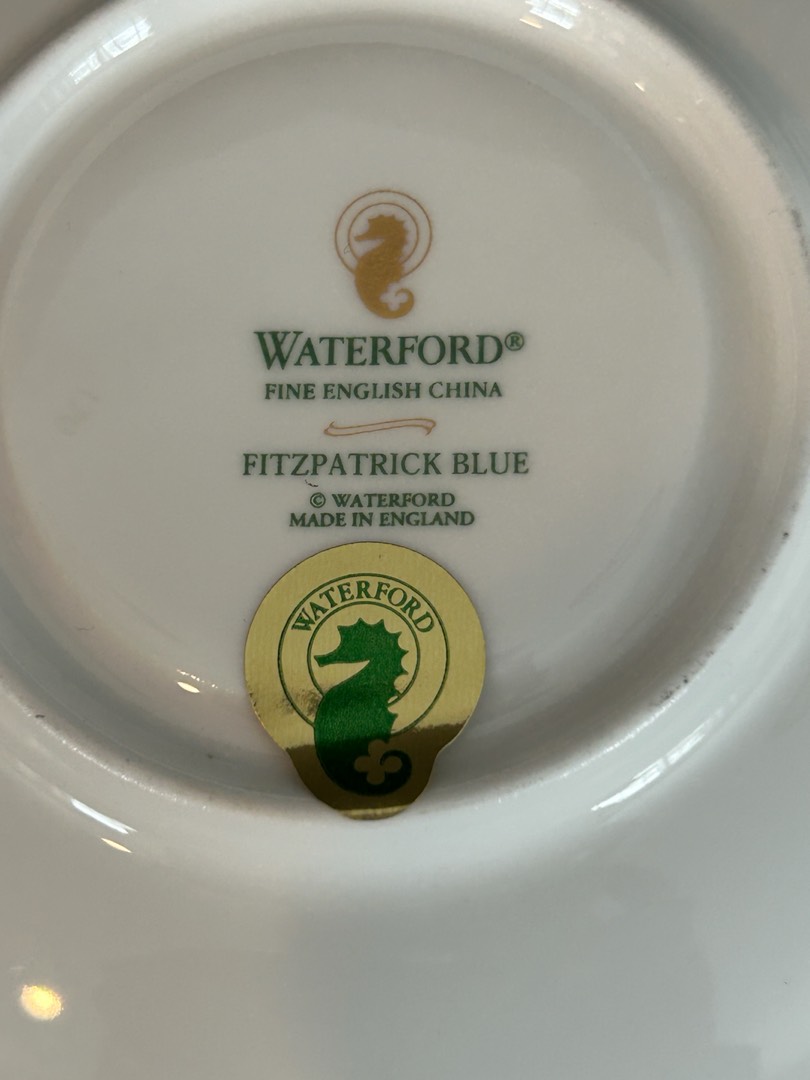 WATERFORD®
FINE ENGLISH CHINA
FITZPATRICK BLUE
© WATERFORD
MADE IN ENGLAND
WATERFORD